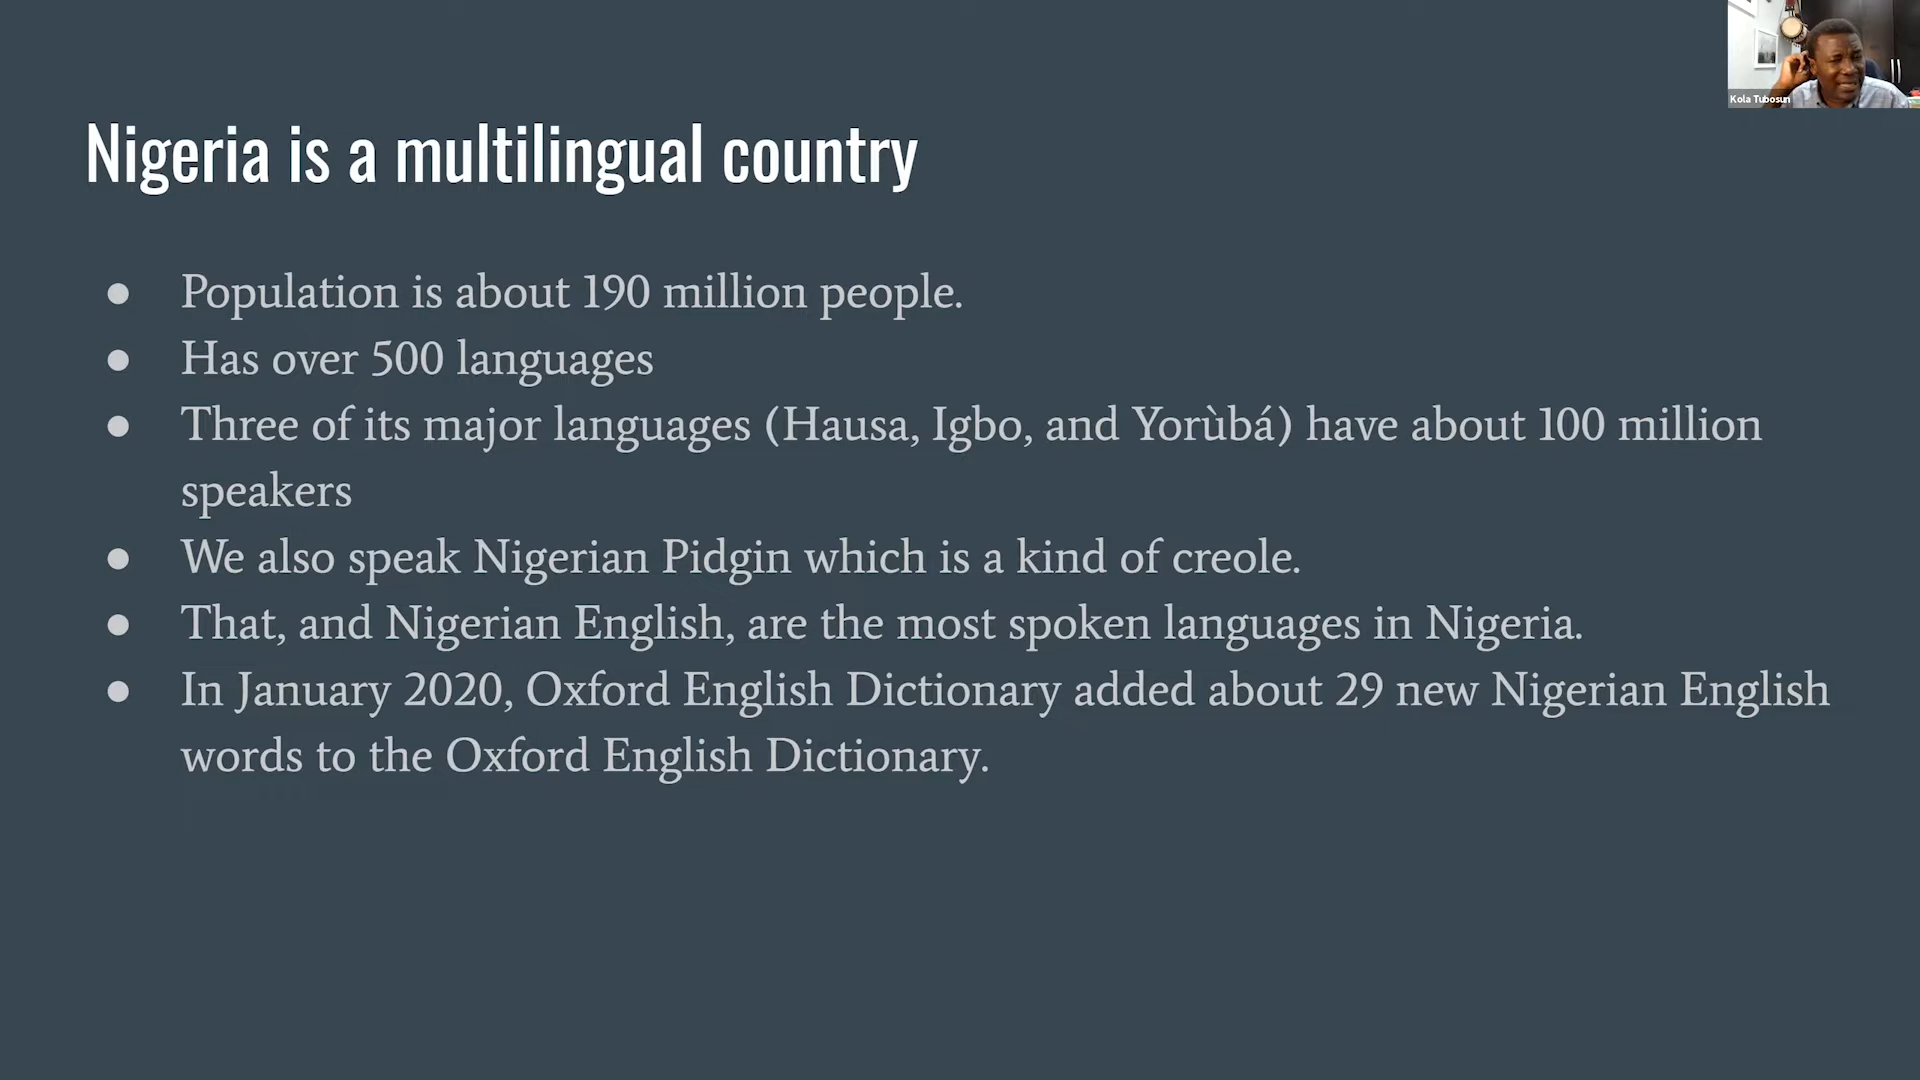 Kola Tubosun
Nigeria is a multilingual country
● Population is about 190 million people.
● Has over 500 languages
● Three of its major languages (Hausa, Igbo, and Yorùbá) have about 100 million
speakers
● We also speak Nigerian Pidgin which is a kind of creole.
● That, and Nigerian English, are the most spoken languages in Nigeria.
● In January 2020, Oxford English Dictionary added about 29 new Nigerian English
words to the Oxford English Dictionary.